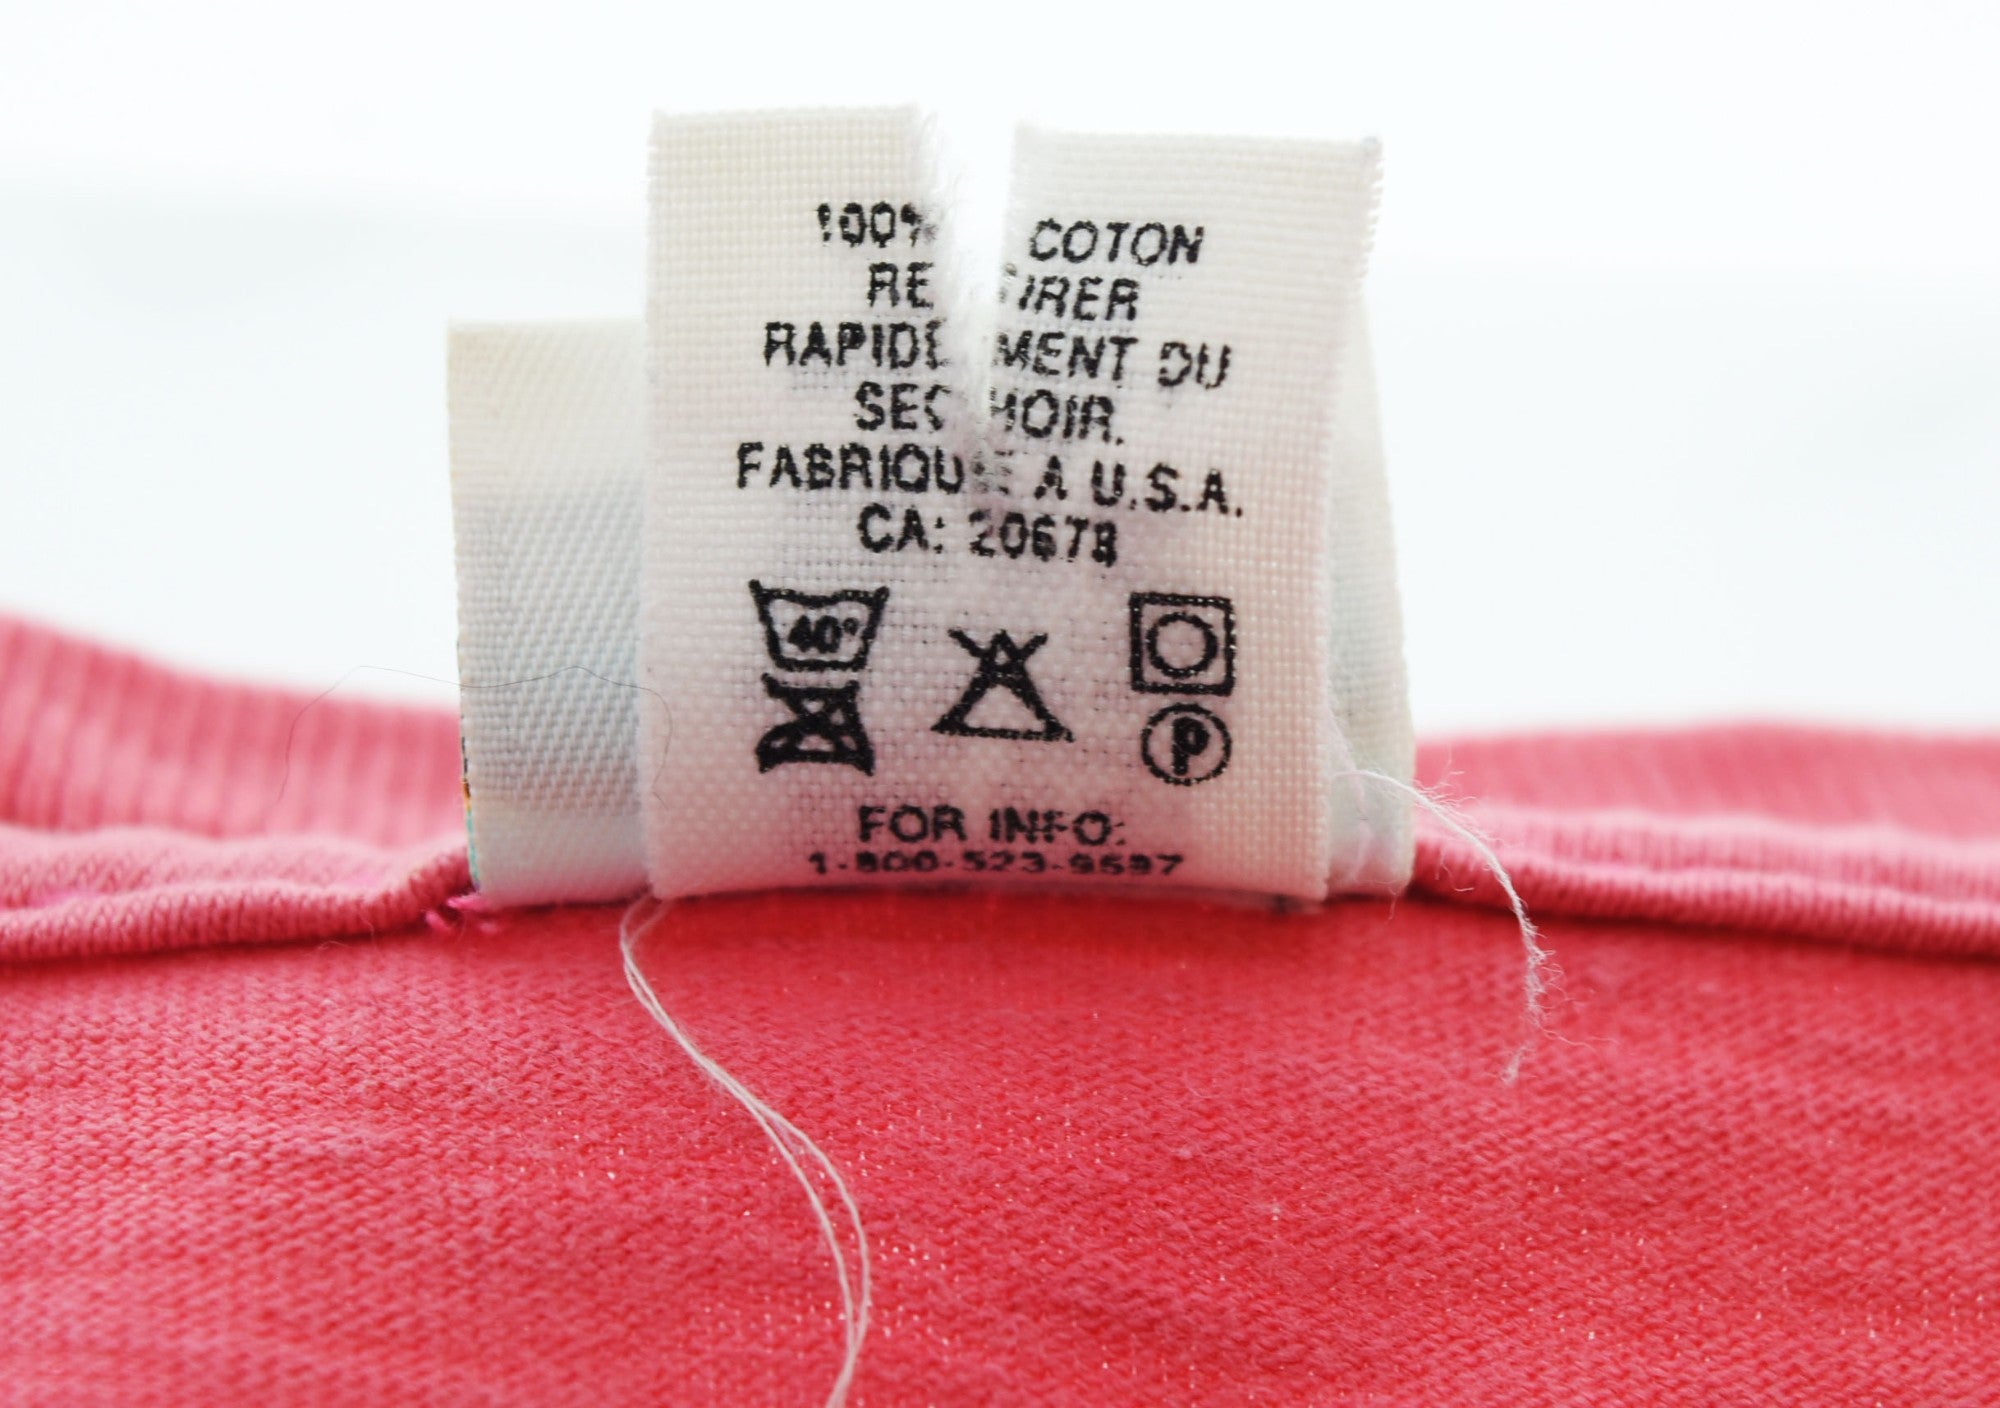 100% COTON
RETIRER
RAPIDEMENT DU
SECHOIR.
FABRIQUE A U.S.A.
CA: 20678
40°
P
FOR INFO:
1-800-523-9597